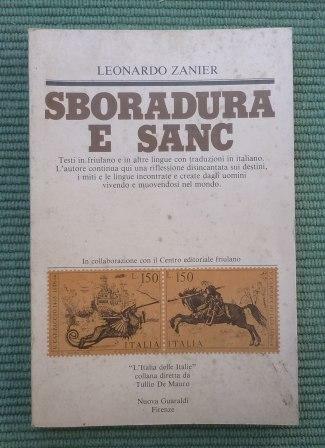 LEONARDO ZANIER
SBORADURA
E SANC
Testi in friulano e in altre lingue con traduzioni in italiano.
L'autore continua qui una riflessione disincantata sui destini,
i miti e le lingue incontrate e create dagli uomini
vivendo e muovendosi nel mondo.
In collaborazione con il Centro editoriale friulano
L. 150
L. 150
ITALIA
ITALIA
"L'Italia delle Italie"
collana diretta da
Tullio De Mauro
Nuova Guaraldi
Firenze